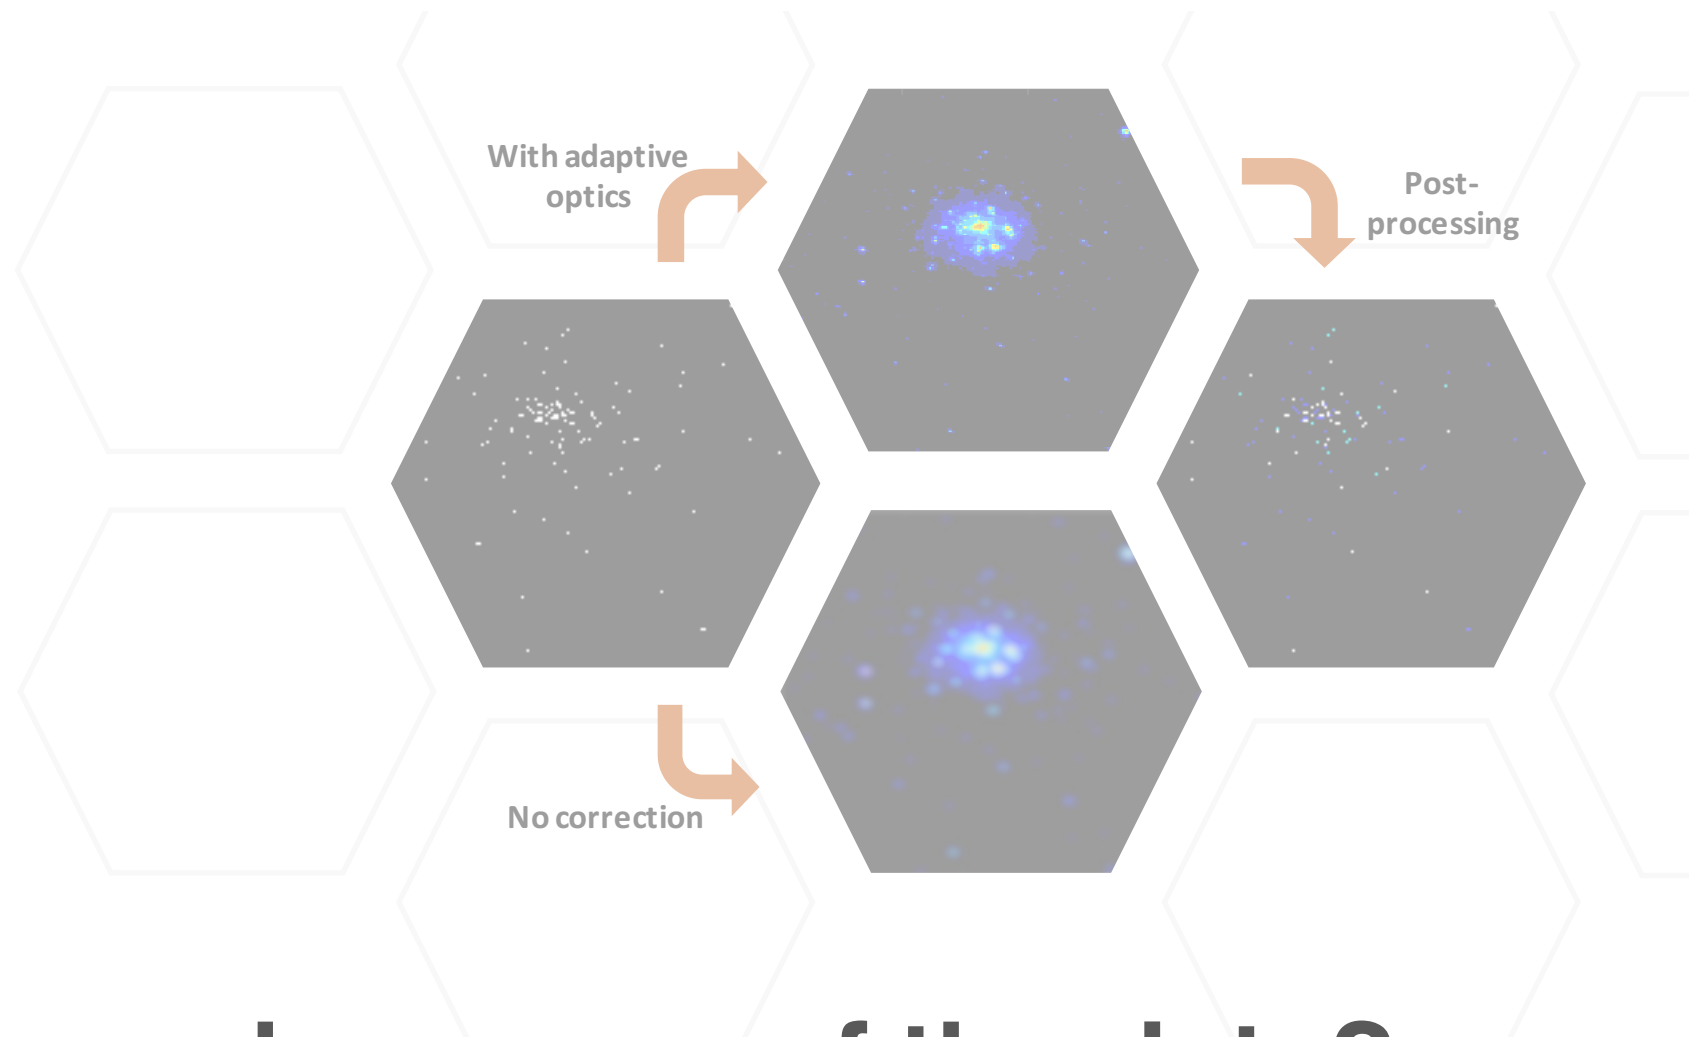 With adaptive
optics
Post-
processing
No correction